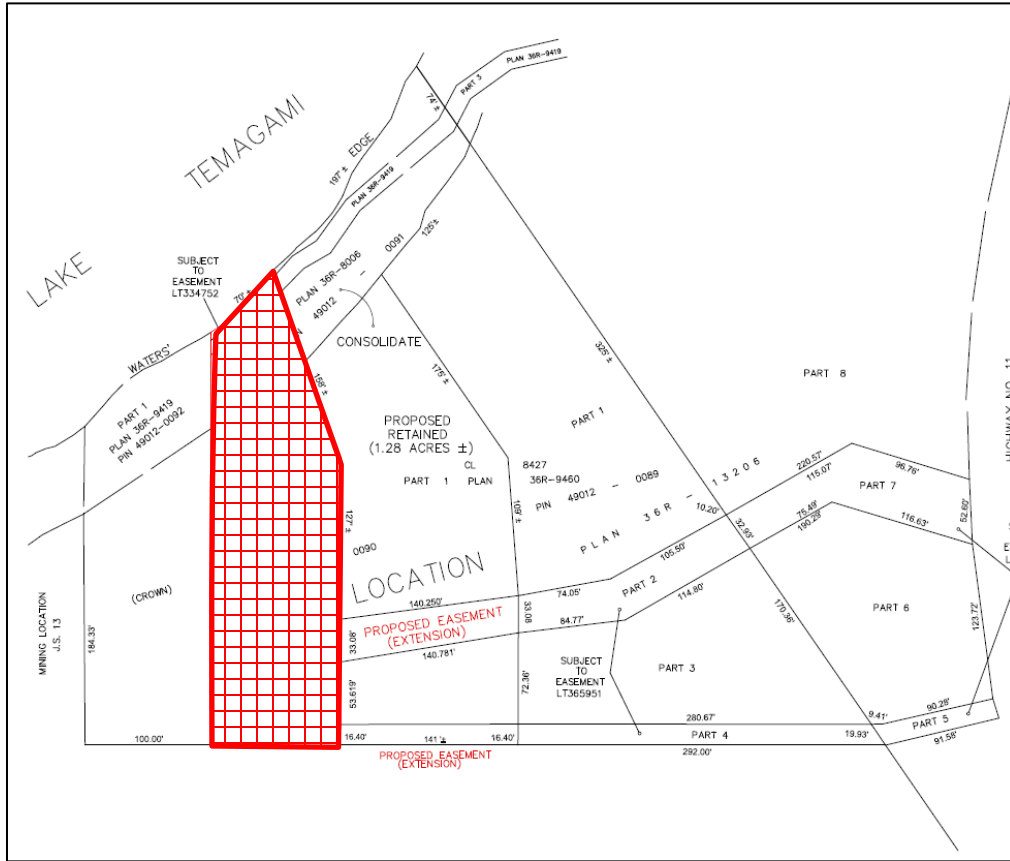 PLAN 36R-9419
PART 3
74' ±
TEMAGAMI
EDGE
197' ±
PLAN 36R-9419
LAKE
SUBJECT
TO
EASEMENT
LT334752
70' ±
PLAN 36R-8006
49012 - 0091
125'±
CONSOLIDATE
WATERS'
PART 1
PLAN 36R-9419
PIN 49012-0092
158' ±
175' ±
325' ±
PART 8
HIGHWAY NO. 11
PROPOSED
RETAINED
(1.28 ACRES ±)
PART 1
CL 8427
PART 1 PLAN 36R-9460
PIN 49012 - 0089
PLAN 36R-13206
10.20'
220.57'
115.07'
96.76'
PART 7
75.49'
190.29'
116.63'
52.60'
32.93'
127' ±
109' ±
0090
LOCATION
105.50'
PART 2
114.80'
74.05'
140.250'
33.08'
33.06'
PROPOSED EASEMENT
(EXTENSION)
84.77'
140.781'
(CROWN)
MINING LOCATION
J.S. 13
184.33'
53.619'
72.36'
SUBJECT
TO
EASEMENT
LT365951
PART 3
170.36'
PART 6
123.72'
280.67'
9.41'
90.28'
PART 5
91.58'
100.00'
16.40'
141'±
16.40'
PART 4
19.93'
292.00'
PROPOSED EASEMENT
(EXTENSION)